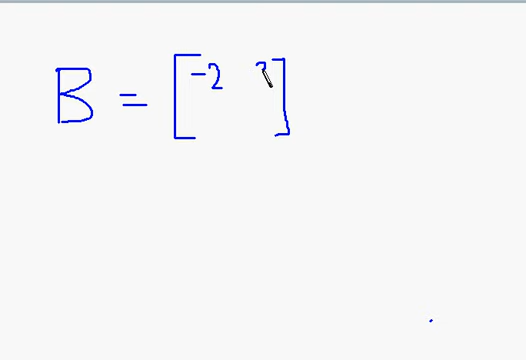 B = [-2 ]